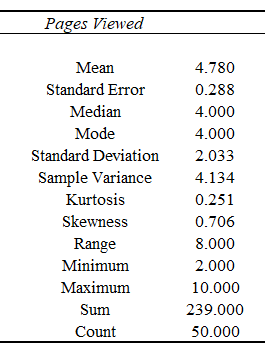 Pages Viewed
Mean 4.780
Standard Error 0.288
Median 4.000
Mode 4.000
Standard Deviation 2.033
Sample Variance 4.134
Kurtosis 0.251
Skewness 0.706
Range 8.000
Minimum 2.000
Maximum 10.000
Sum 239.000
Count 50.000